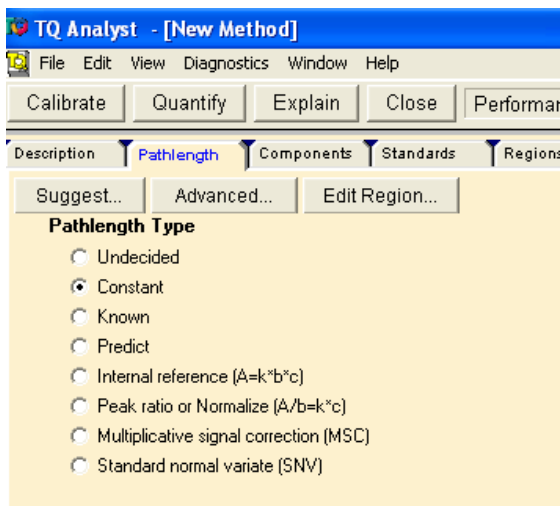 TQ Analyst - [New Method]
File Edit View Diagnostics Window Help
Calibrate Quantify Explain Close
Description Pathlength Components Standards Regions
Suggest... Advanced... Edit Region...
Pathlength Type
Undecided
Constant
Known
Predict
Internal reference (A=k*b*c)
Peak ratio or Normalize (A/b=k*c)
Multiplicative signal correction (MSC)
Standard normal variate (SNV)